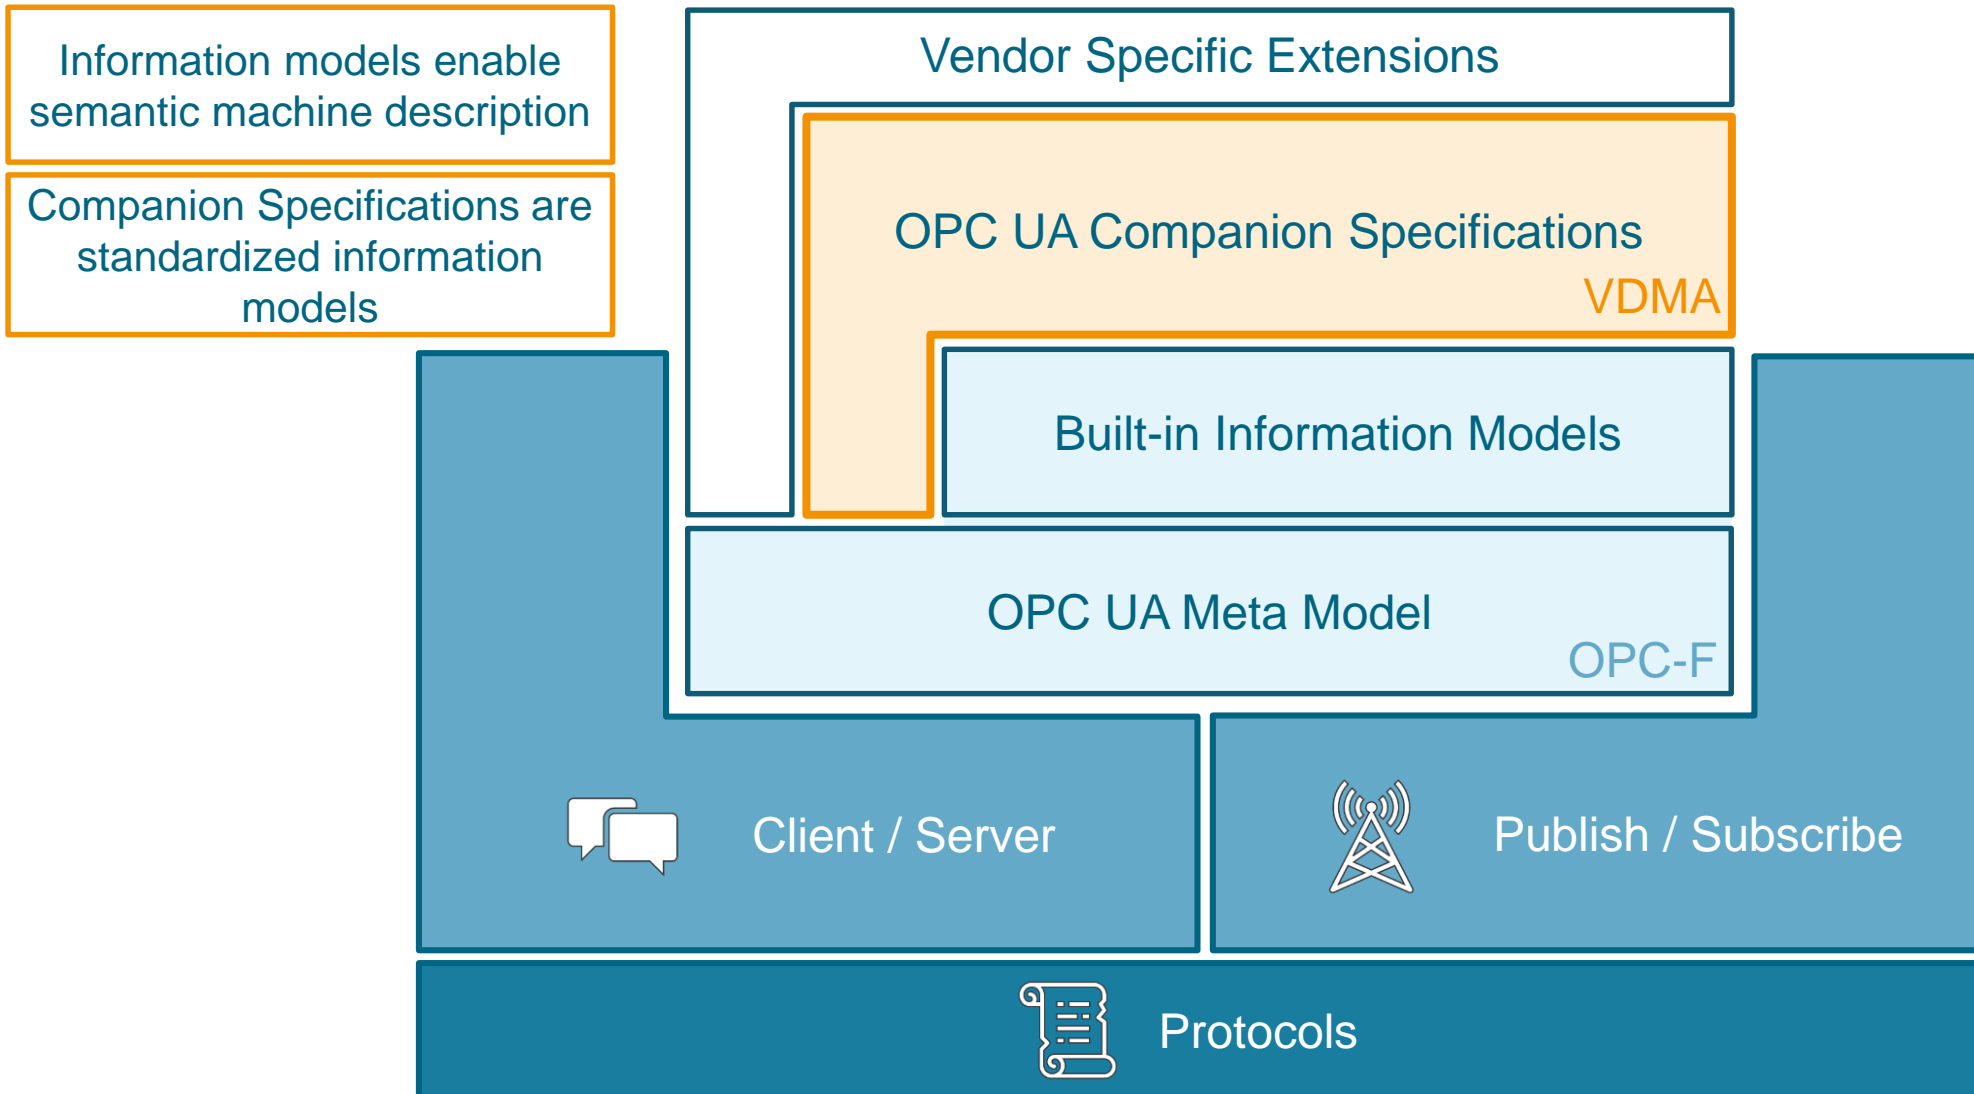 Information models enable
semantic machine description
Companion Specifications are
standardized information
models
Vendor Specific Extensions
OPC UA Companion Specifications
VDMA
Built-in Information Models
OPC UA Meta Model
OPC-F
Client / Server
Publish / Subscribe
Protocols